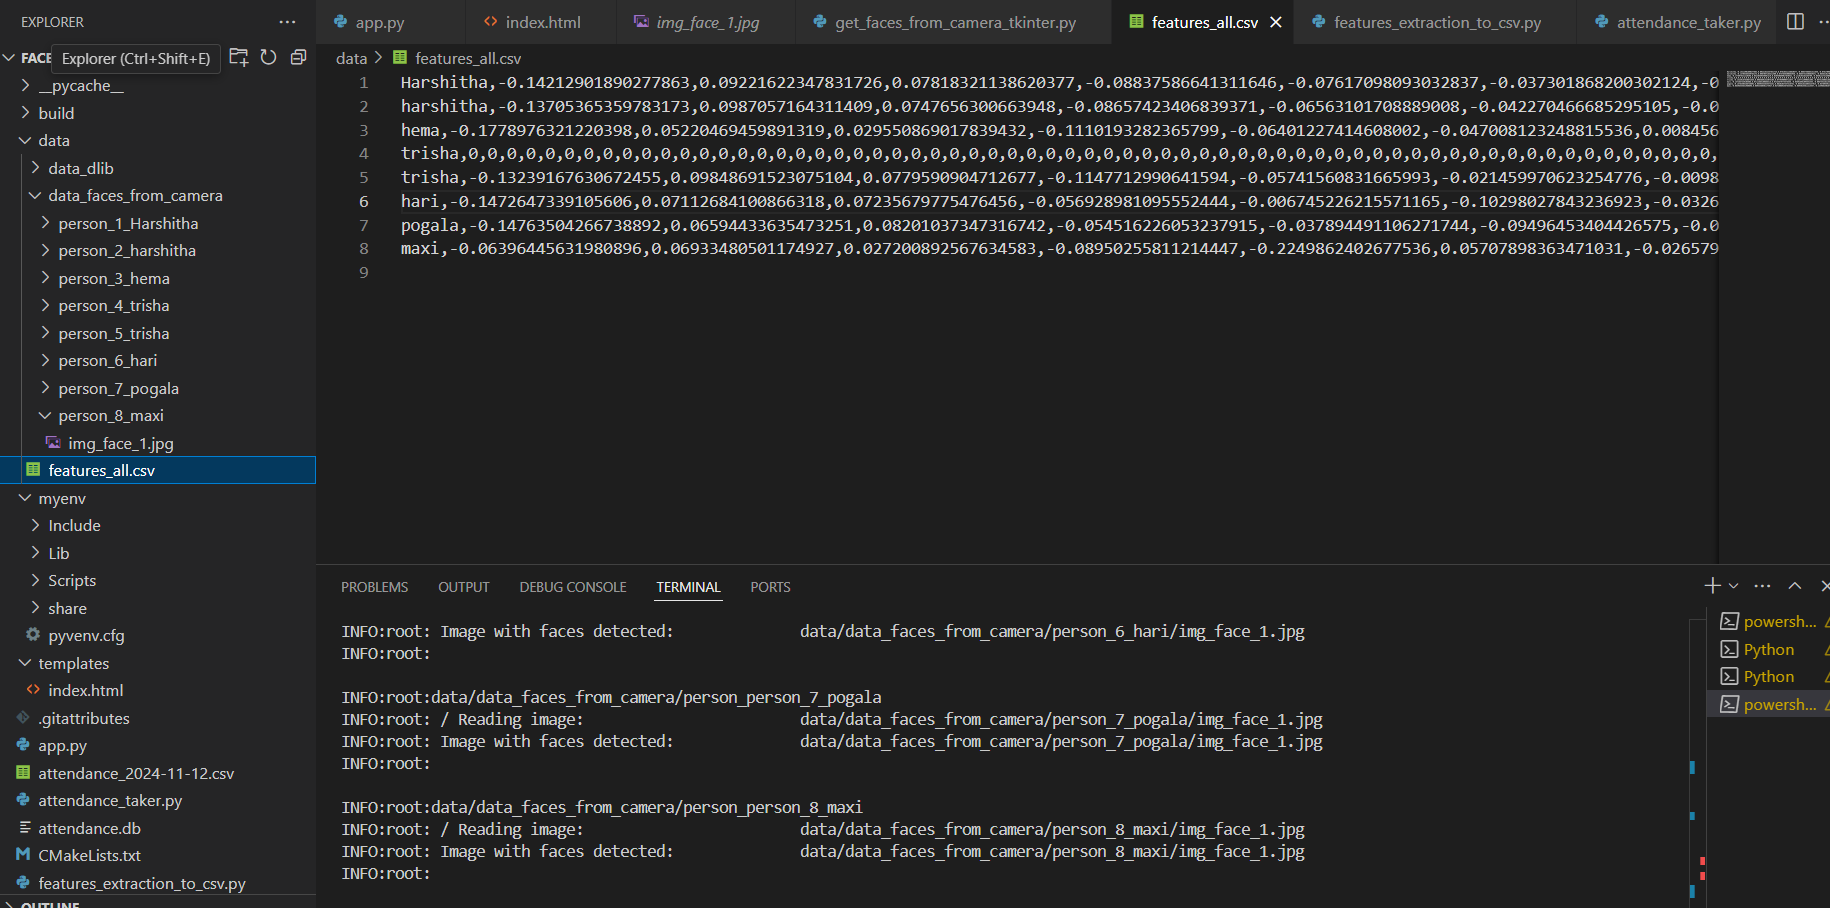 EXPLORER
FACE
Explorer (Ctrl+Shift+E)
__pycache__
build
data
data_dlib
data_faces_from_camera
person_1_Harshitha
person_2_harshitha
person_3_hema
person_4_trisha
person_5_trisha
person_6_hari
person_7_pogala
person_8_maxi
img_face_1.jpg
features_all.csv
myenv
Include
Lib
Scripts
share
pyvenv.cfg
templates
index.html
.gitattributes
app.py
attendance_2024-11-12.csv
attendance_taker.py
attendance.db
CMakeLists.txt
features_extraction_to_csv.py
OUTLINE
app.py
index.html
img_face_1.jpg
get_faces_from_camera_tkinter.py
features_all.csv
features_extraction_to_csv.py
attendance_taker.py
data > features_all.csv
1 Harshitha,-0.14212901890277863,0.09221622347831726,0.07818321138620377,-0.08837586641311646,-0.07617098093032837,-0.037301868200302124,-0
2 harshitha,-0.13705365359783173,0.0987057164311409,0.0747656300663948,-0.08657423406839371,-0.06563101708889008,-0.042270466685295105,-0.0
3 hema,-0.1778976321220398,0.05220469459891319,0.029550869017839432,-0.1110193282365799,-0.06401227414608002,-0.047008123248815536,0.008456
4 trisha,0,0,0,0,0,0,0,0,0,0,0,0,0,0,0,0,0,0,0,0,0,0,0,0,0,0,0,0,0,0,0,0,0,0,0,0,0,0,0,0,0,0,0,0,0,0,0,0,0,0,0,0,0,0,0,0,0,0,0,0,0,0,0,0,0,
5 trisha,-0.13239167630672455,0.09848691523075104,0.0779590904712677,-0.1147712990641594,-0.05741560831665993,-0.021459970623254776,-0.0098
6 hari,-0.1472647339105606,0.07112684100866318,0.07235679775476456,-0.056928981095552444,-0.006745226215571165,-0.10298027843236923,-0.0326
7 pogala,-0.14763504266738892,0.06594433635473251,0.08201037347316742,-0.054516226053237915,-0.037894491106271744,-0.09496453404426575,-0.0
8 maxi,-0.06396445631980896,0.06933480501174927,0.027200892567634583,-0.08950255811214447,-0.2249862402677536,0.05707898363471031,-0.026579
9
PROBLEMS OUTPUT DEBUG CONSOLE TERMINAL PORTS
INFO:root: Image with faces detected: data/data_faces_from_camera/person_6_hari/img_face_1.jpg
INFO:root:
INFO:root:data/data_faces_from_camera/person_person_7_pogala
INFO:root: / Reading image: data/data_faces_from_camera/person_7_pogala/img_face_1.jpg
INFO:root: Image with faces detected: data/data_faces_from_camera/person_7_pogala/img_face_1.jpg
INFO:root:
INFO:root:data/data_faces_from_camera/person_person_8_maxi
INFO:root: / Reading image: data/data_faces_from_camera/person_8_maxi/img_face_1.jpg
INFO:root: Image with faces detected: data/data_faces_from_camera/person_8_maxi/img_face_1.jpg
INFO:root:
powersh...
Python
Python
powersh...